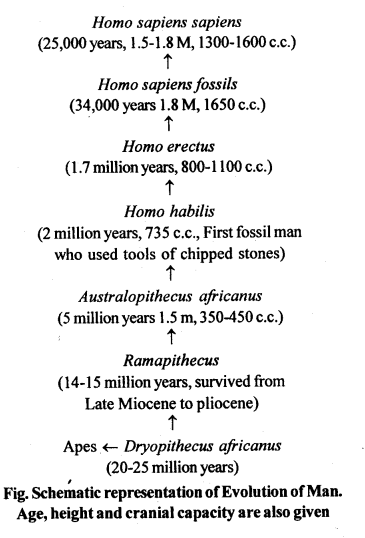 Homo sapiens sapiens
(25,000 years, 1.5-1.8 M, 1300-1600 c.c.)
↑
Homo sapiens fossils
(34,000 years 1.8 M, 1650 c.c.)
↑
Homo erectus
(1.7 million years, 800-1100 c.c.)
↑
Homo habilis
(2 million years, 735 c.c., First fossil man
who used tools of chipped stones)
↑
Australopithecus africanus
(5 million years 1.5 m, 350-450 c.c.)
↑
Ramapithecus
(14-15 million years, survived from
Late Miocene to pliocene)
↑
Apes ← Dryopithecus africanus
(20-25 million years)
Fig. Schematic representation of Evolution of Man.
Age, height and cranial capacity are also given